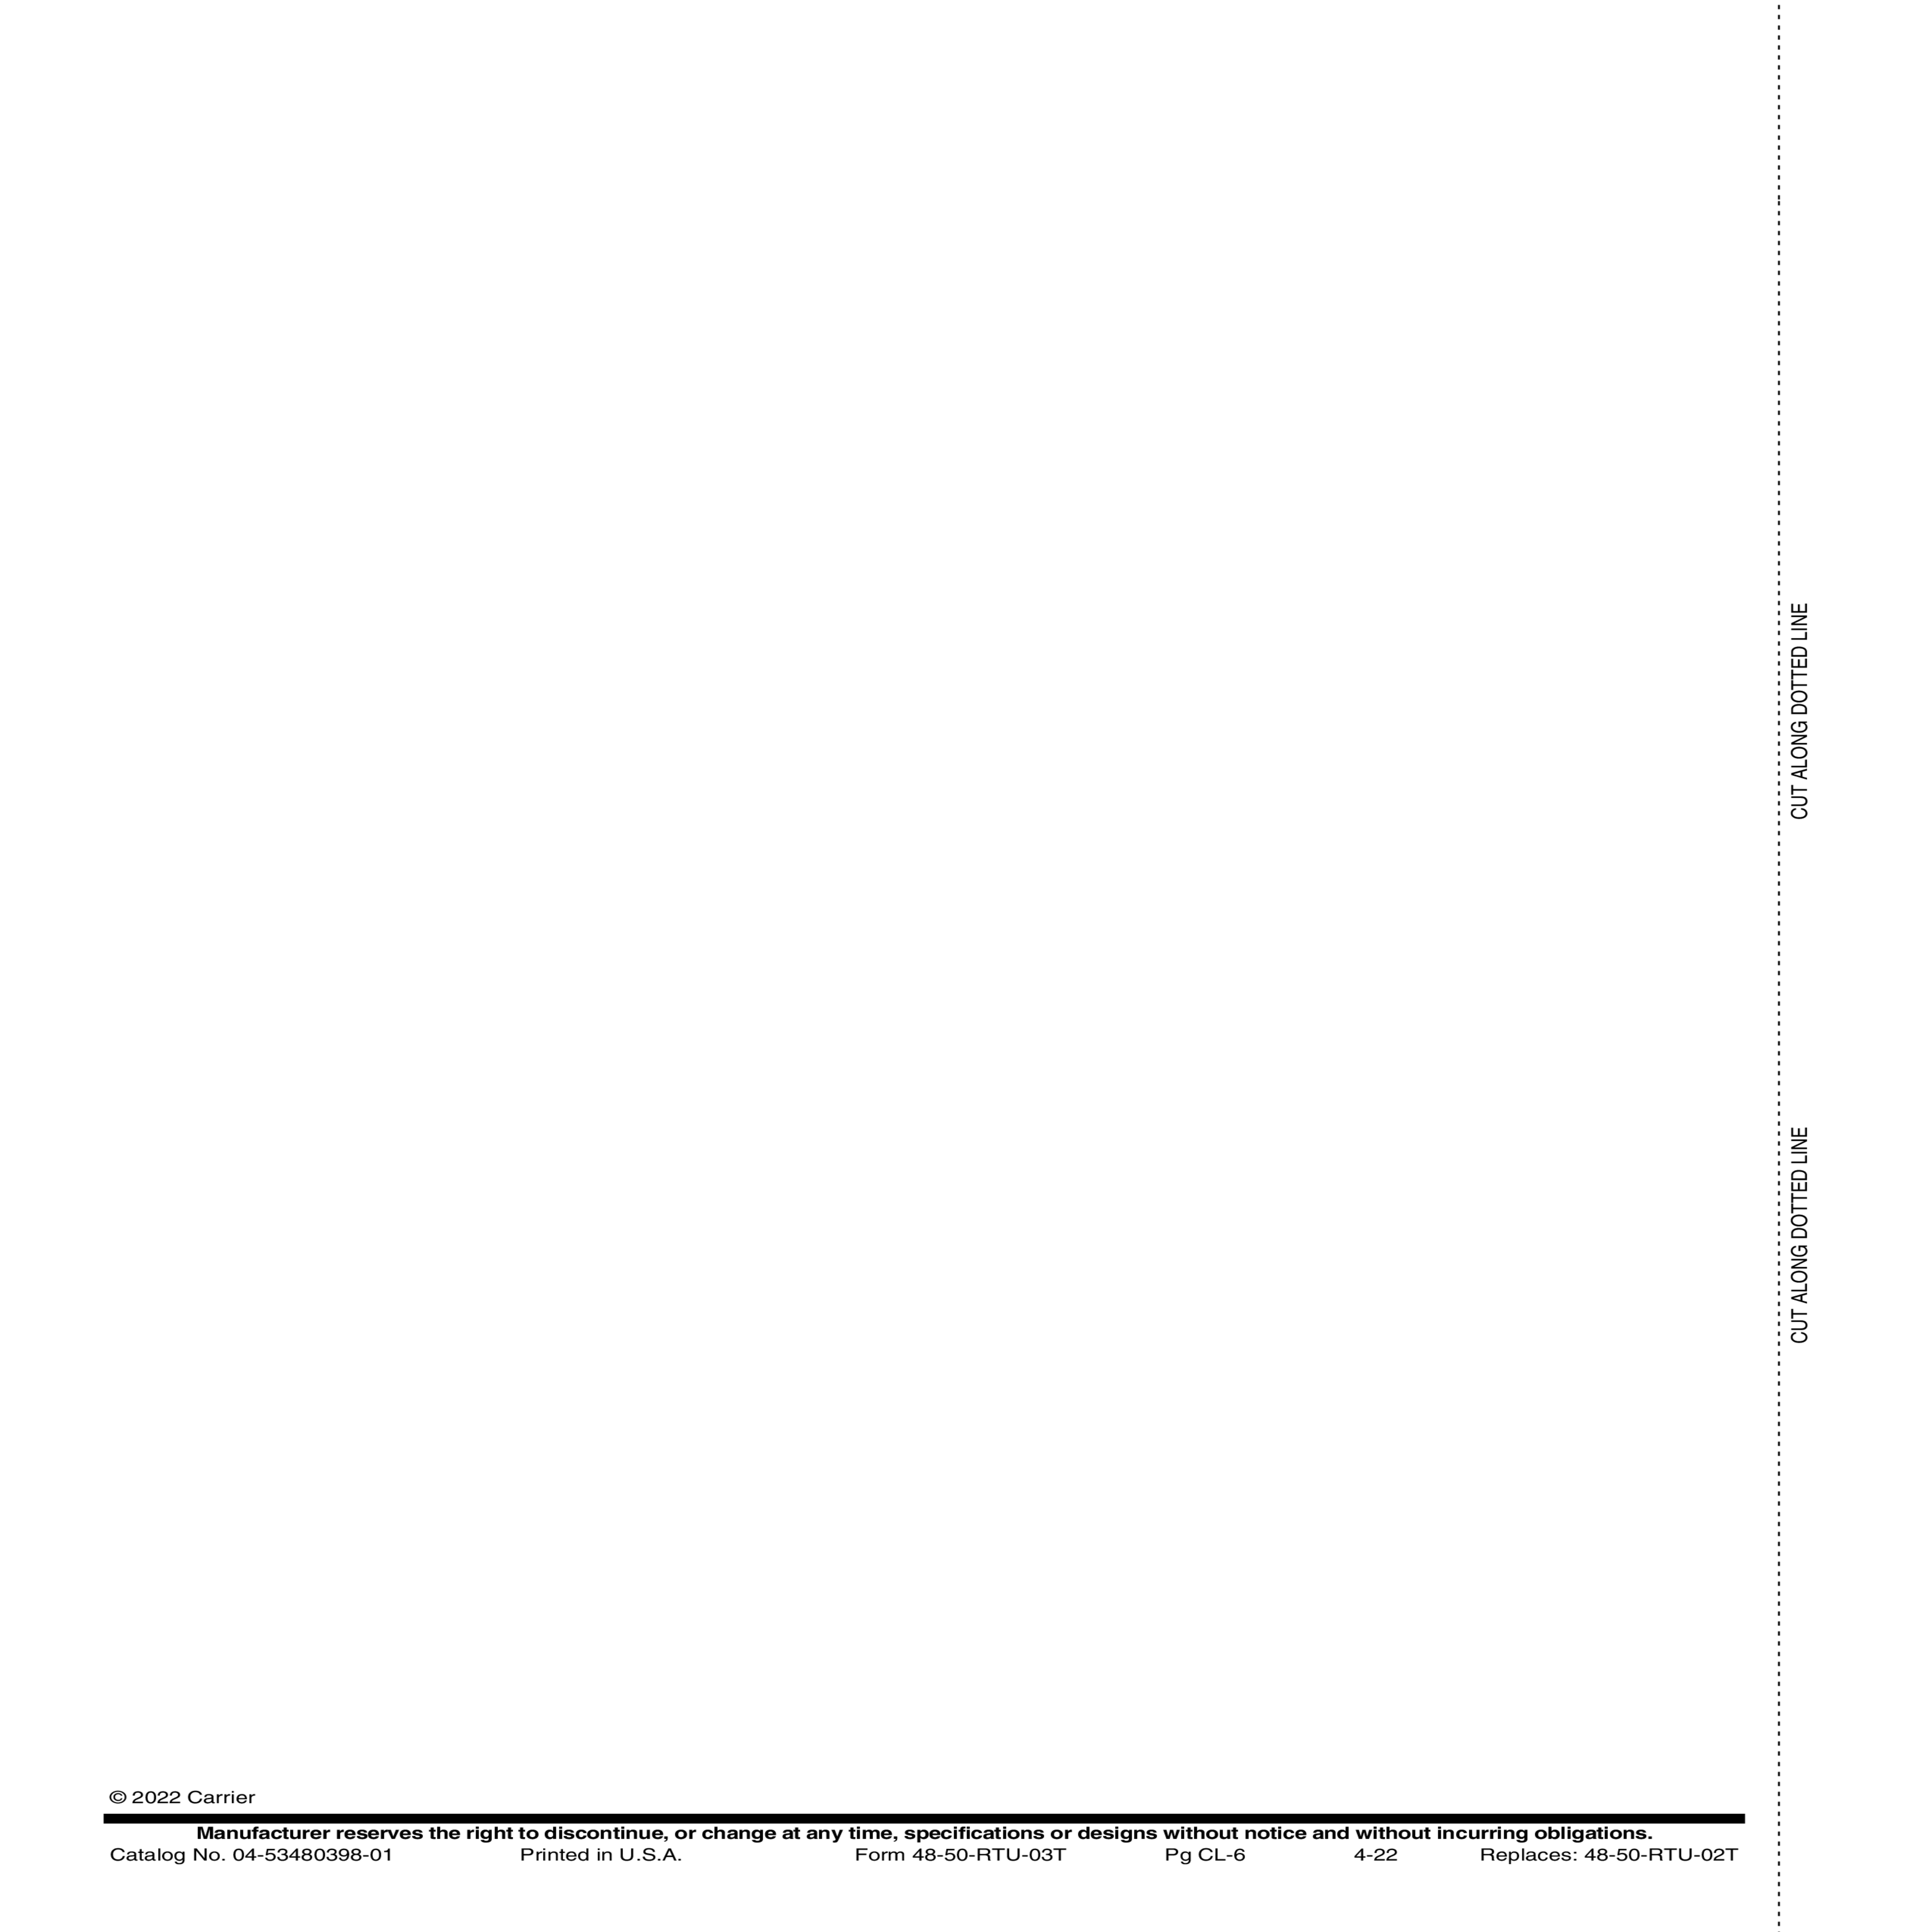 CUT ALONG DOTTED LINE
CUT ALONG DOTTED LINE
© 2022 Carrier
Manufacturer reserves the right to discontinue, or change at any time, specifications or designs without notice and without incurring obligations.
Catalog No. 04-53480398-01 Printed in U.S.A. Form 48-50-RTU-03T Pg CL-6 4-22 Replaces: 48-50-RTU-02T